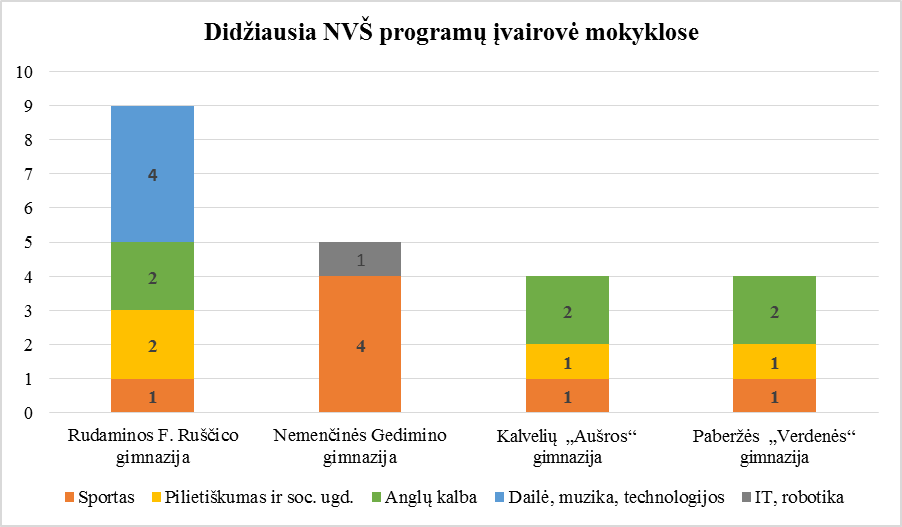 Didžiausia NVŠ programų įvairovė mokyklose
10
9
8
7
6
5
4
3
2
1
0
4
2
2
1
1
4
2
1
1
2
1
1
Rudaminos F. Ruščico
gimnazija
Nemenčinės Gedimino
gimnazija
Kalvelių „Aušros“
gimnazija
Paberžės „Verdenės“
gimnazija
Sportas
Pilietiškumas ir soc. ugd.
Anglų kalba
Dailė, muzika, technologijos
IT, robotika